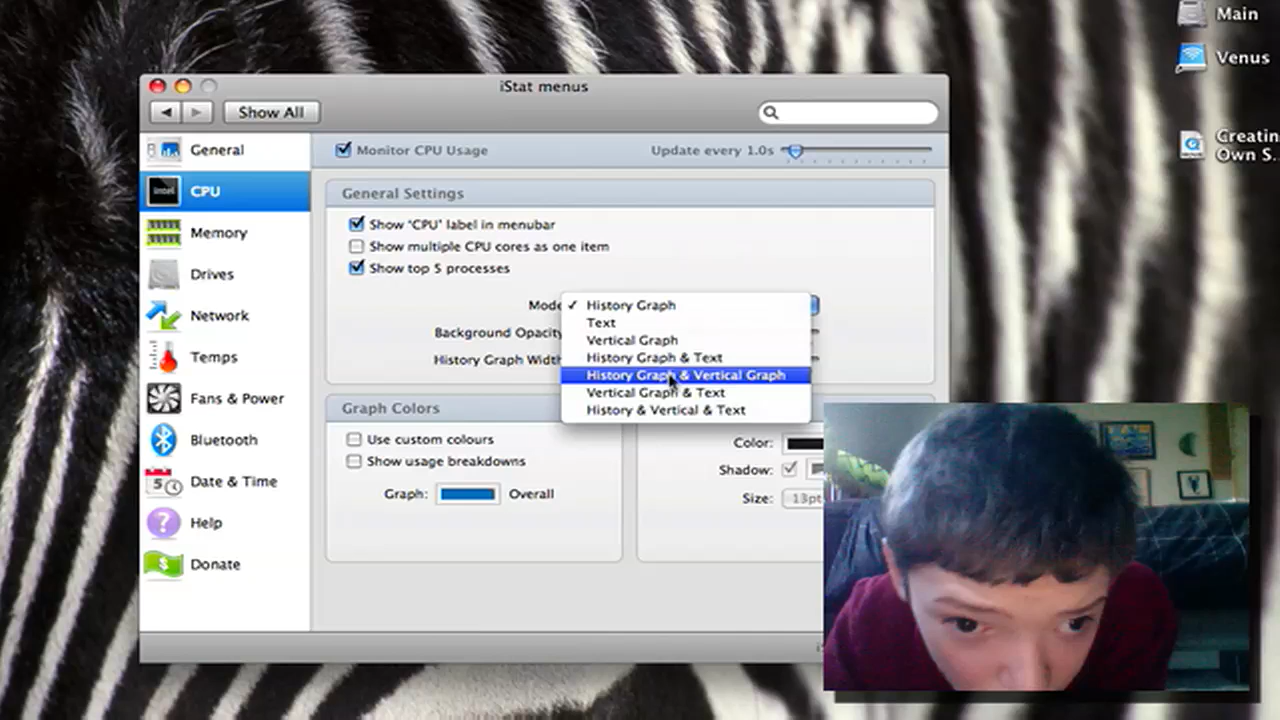 Main
Venus
Creatin
Own S...
iStat menus
Show All
General
Monitor CPU Usage
Update every 1.0s
CPU
intel
General Settings
Show "CPU" label in menubar
Show multiple CPU cores as one item
Show top 5 processes
Memory
Drives
Network
Temps
Fans & Power
Bluetooth
Date & Time
5
Help
?
Donate
$
Mode
✓ History Graph
Text
Vertical Graph
History Graph & Text
History Graph & Vertical Graph
Vertical Graph & Text
History & Vertical & Text
Background Opacity
History Graph Width
Graph Colors
Use custom colours
Show usage breakdowns
Graph:
Overall
Color:
Shadow:
Size:
13pt